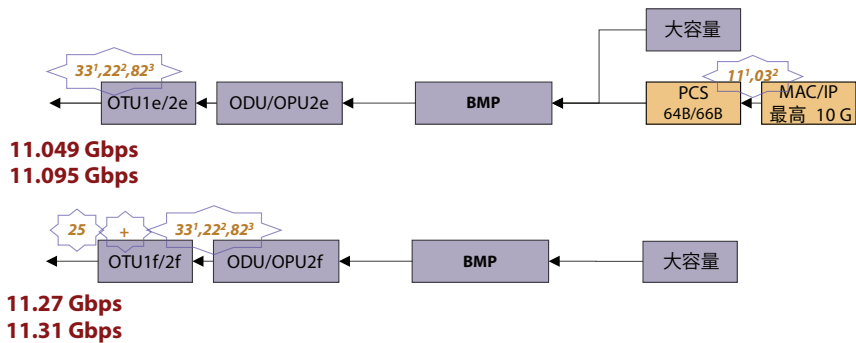 大容量
33¹,22²,82³
11¹,03²
OTU1e/2e
ODU/OPU2e
BMP
PCS
64B/66B
MAC/IP
最高 10 G
11.049 Gbps
11.095 Gbps
25
+
33¹,22²,82³
OTU1f/2f
ODU/OPU2f
BMP
大容量
11.27 Gbps
11.31 Gbps